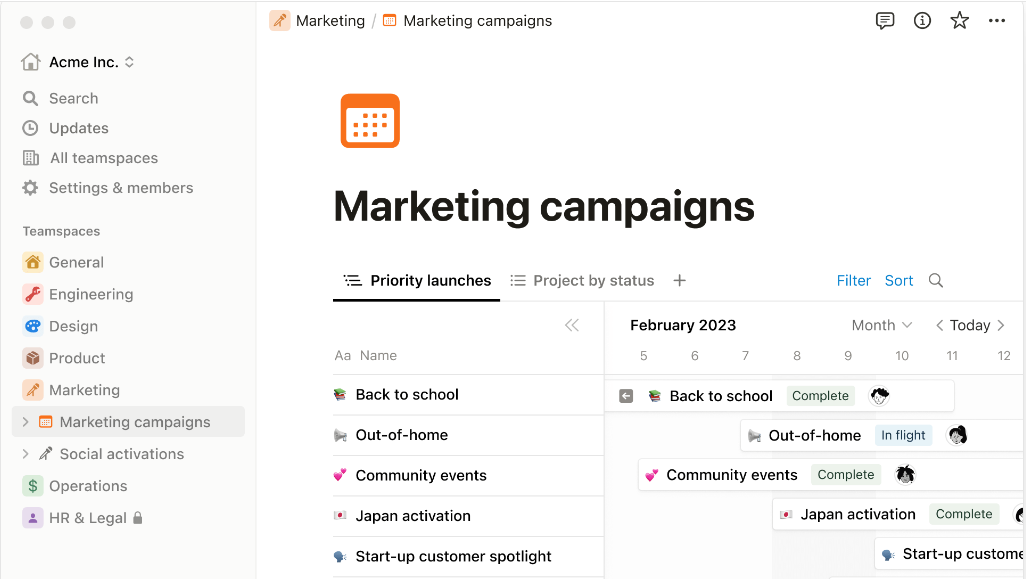 Acme Inc.
Search
Updates
All teamspaces
Settings & members
Teamspaces
General
Engineering
Design
Product
Marketing
Marketing campaigns
Social activations
$ Operations
HR & Legal
Marketing / Marketing campaigns
Marketing campaigns
Priority launches Project by status + Filter Sort
February 2023 Month Today
Aa Name 5 6 7 8 9 10 11 12
Back to school
Out-of-home
Community events
Japan activation
Start-up customer spotlight
Back to school Complete
Out-of-home In flight
Community events Complete
Japan activation Complete
Start-up custome